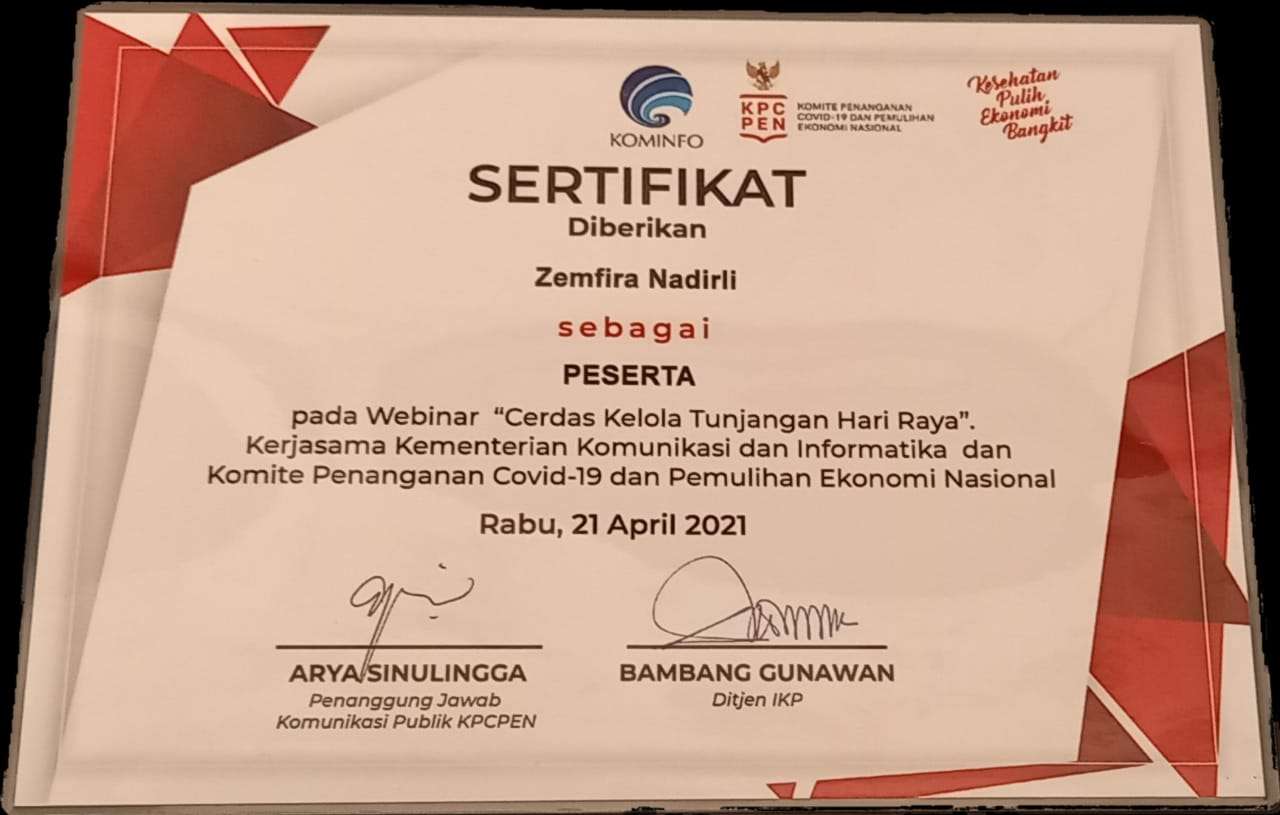 KOMINFO
KPC
PEN
KOMITE PENANGANAN
COVID-19 DAN PEMULIHAN
EKONOMI NASIONAL
Kesehatan
Pulih
Ekonomi
Bangkit
SERTIFIKAT
Diberikan
Zemfira Nadirli
sebagai
PESERTA
pada Webinar “Cerdas Kelola Tunjangan Hari Raya”.
Kerjasama Kementerian Komunikasi dan Informatika dan
Komite Penanganan Covid-19 dan Pemulihan Ekonomi Nasional
Rabu, 21 April 2021
ARYA SINULINGGA
Penanggung Jawab
Komunikasi Publik KPCPEN
BAMBANG GUNAWAN
Ditjen IKP